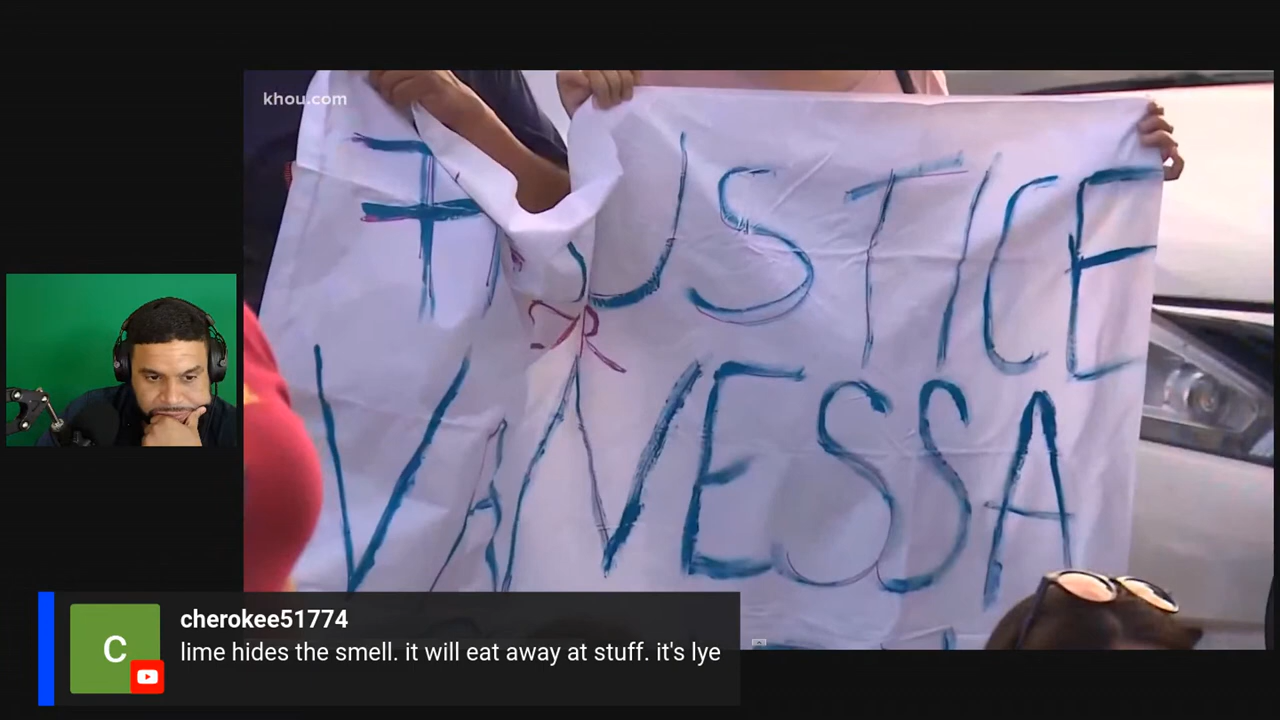 khou.com
#JUSTICE
VANESSA
C
cherokee51774
lime hides the smell. it will eat away at stuff. it's lye